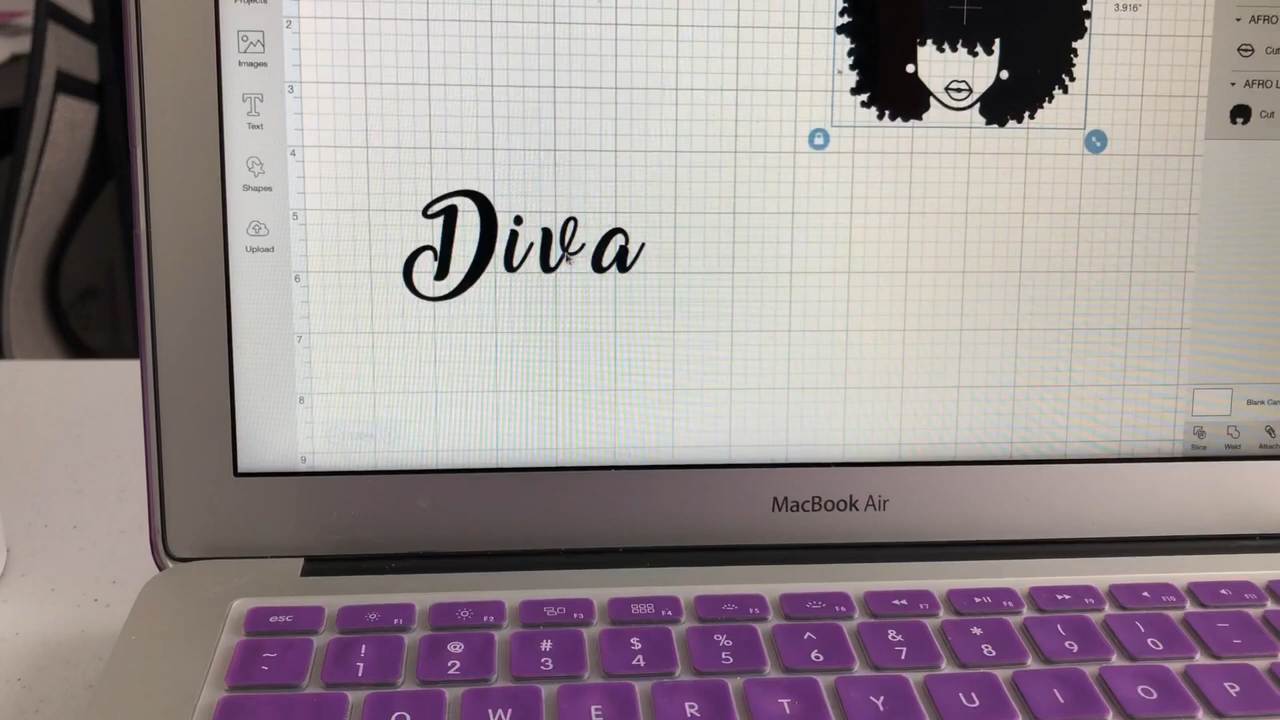 Projects
2
3.916"
AFRO
Images
Cut
3
AFRO L
Text
Cut
4
Shapes
5
Diva
Upload
6
7
8
Blank Can
Slice Weld Attach
9
MacBook Air
esc F1 F2 F3 F4 F5 F6 F7 F8 F9 F10 F11
~ ! @ # $ % ^ & * ( ) _
` 1 2 3 4 5 6 7 8 9 0 -
Q W E R T Y U I O P